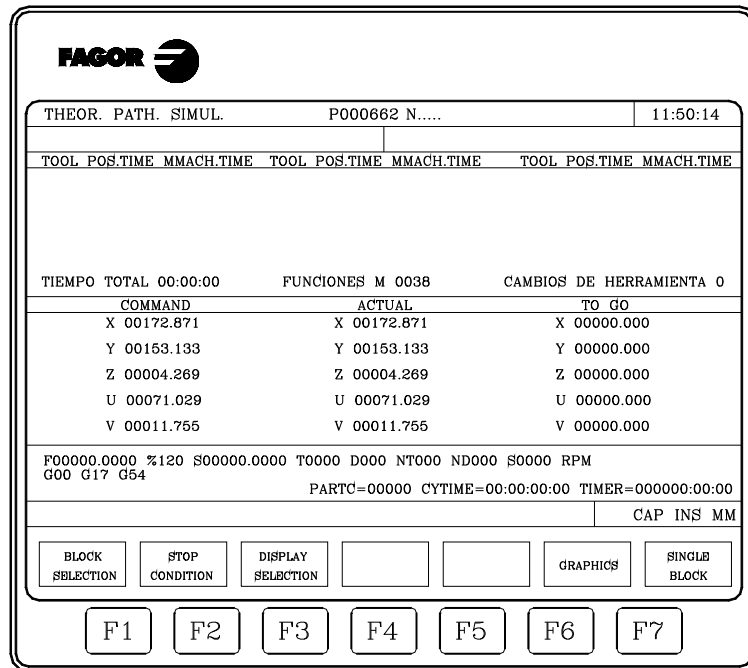 FAGOR
THEOR. PATH. SIMUL. P000662 N..... 11:50:14
TOOL POS.TIME MMACH.TIME TOOL POS.TIME MMACH.TIME TOOL POS.TIME MMACH.TIME
TIEMPO TOTAL 00:00:00 FUNCIONES M 0038 CAMBIOS DE HERRAMIENTA 0
COMMAND ACTUAL TO GO
X 00172.871 X 00172.871 X 00000.000
Y 00153.133 Y 00153.133 Y 00000.000
Z 00004.269 Z 00004.269 Z 00000.000
U 00071.029 U 00071.029 U 00000.000
V 00011.755 V 00011.755 V 00000.000
F00000.0000 %120 S00000.0000 T0000 D000 NT000 ND000 S0000 RPM
G00 G17 G54
PARTC=00000 CYTIME=00:00:00:00 TIMER=000000:00:00
CAP INS MM
BLOCK STOP DISPLAY GRAPHICS SINGLE
SELECTION CONDITION SELECTION BLOCK
F1 F2 F3 F4 F5 F6 F7